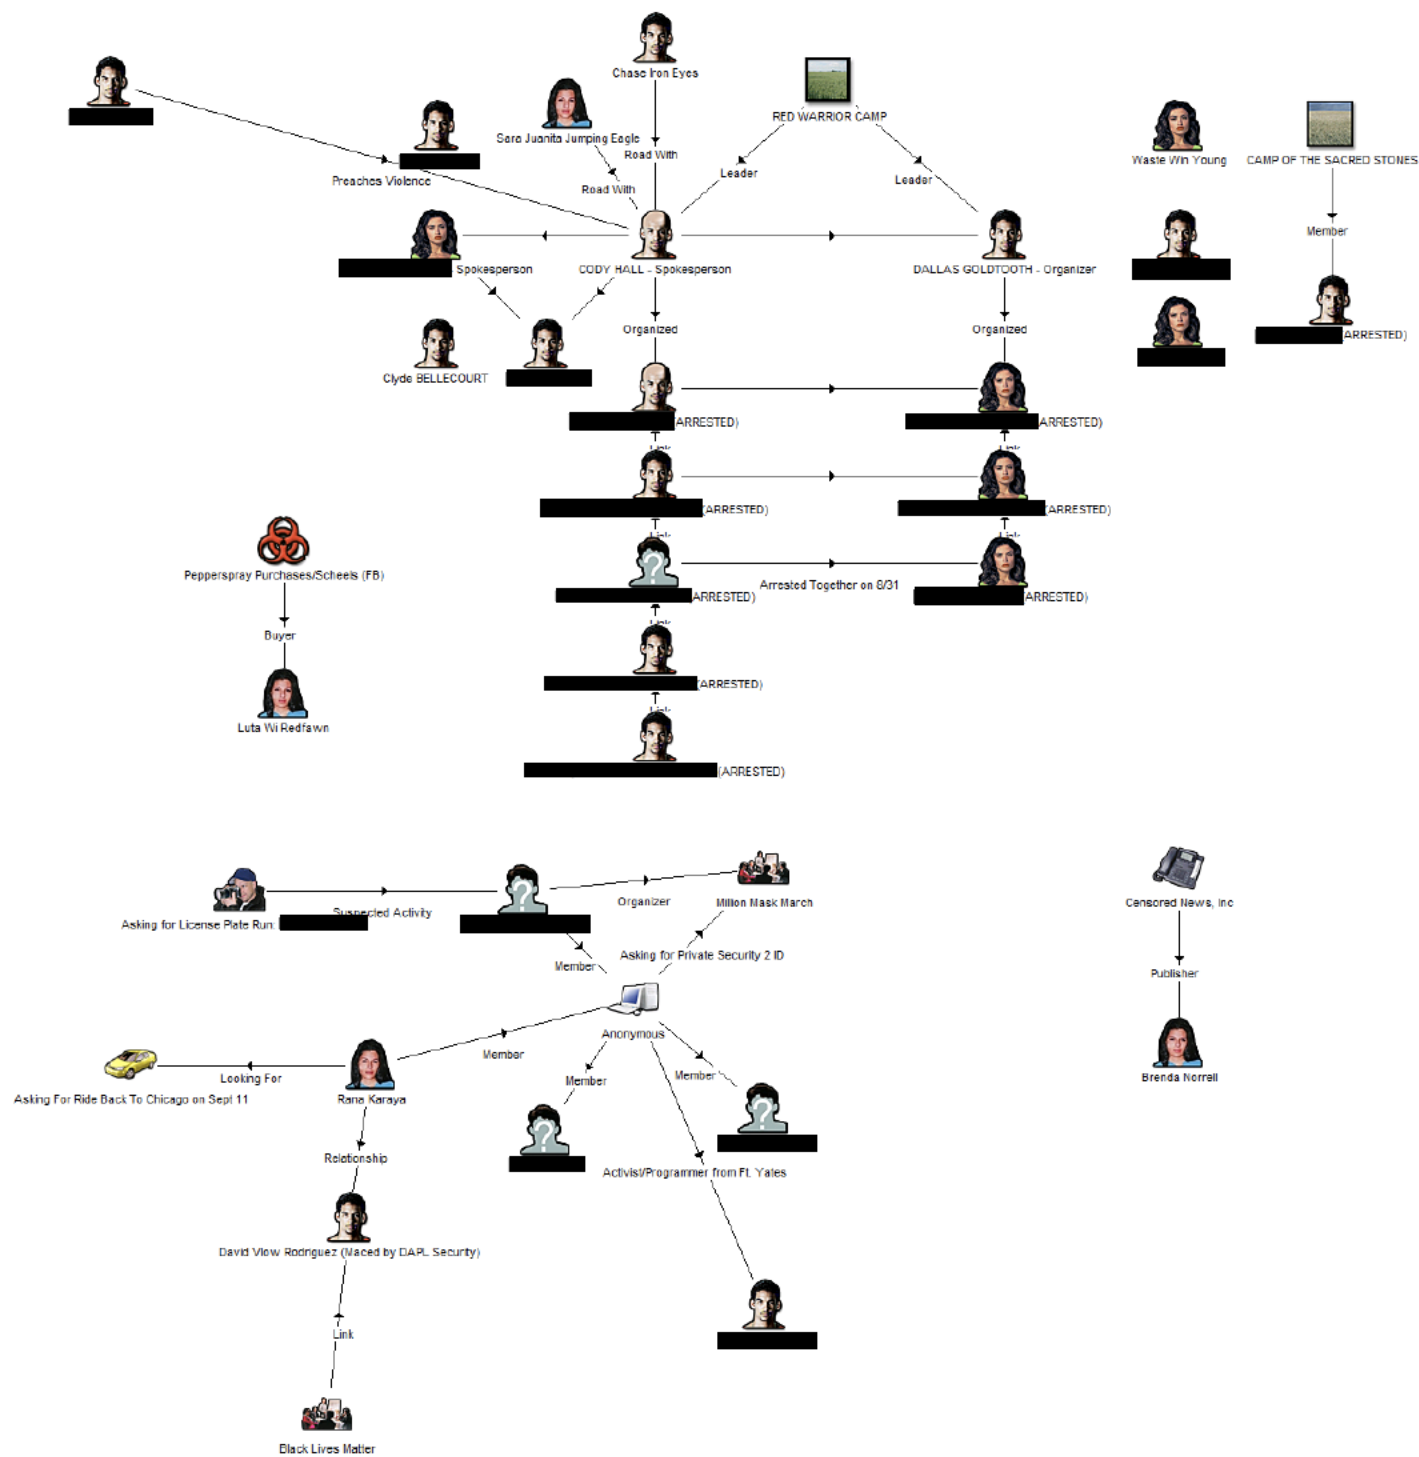 Chase Iron Eyes
RED WARRIOR CAMP
Sara Juanita Jumping Eagle
Road With
Waste Win Young
CAMP OF THE SACRED STONES
Preaches Violence
Road With
Leader
Leader
Member
- Spokesperson
CODY HALL - Spokesperson
DALLAS GOLDTOOTH - Organizer
Organized
Organized
(ARRESTED)
Clyde BELLECOURT
(ARRESTED)
(ARRESTED)
Link
Link
(ARRESTED)
(ARRESTED)
Link
Link
Pepperspray Purchases/Scheels (FB)
Arrested Together on 8/31
(ARRESTED)
(ARRESTED)
Link
Buyer
(ARRESTED)
Link
Luta Wi Redfawn
(ARRESTED)
Asking for License Plate Run:
Suspected Activity
Organizer
Million Mask March
Censored News, Inc
Asking for Private Security 2 ID
Member
Publisher
Anonymous
Member
Looking For
Member
Member
Brenda Norrell
Asking For Ride Back To Chicago on Sept 11
Rana Karaya
Relationship
Activist/Programmer from Ft. Yates
David Vlow Rodriguez (Maced by DAPL Security)
Link
Black Lives Matter